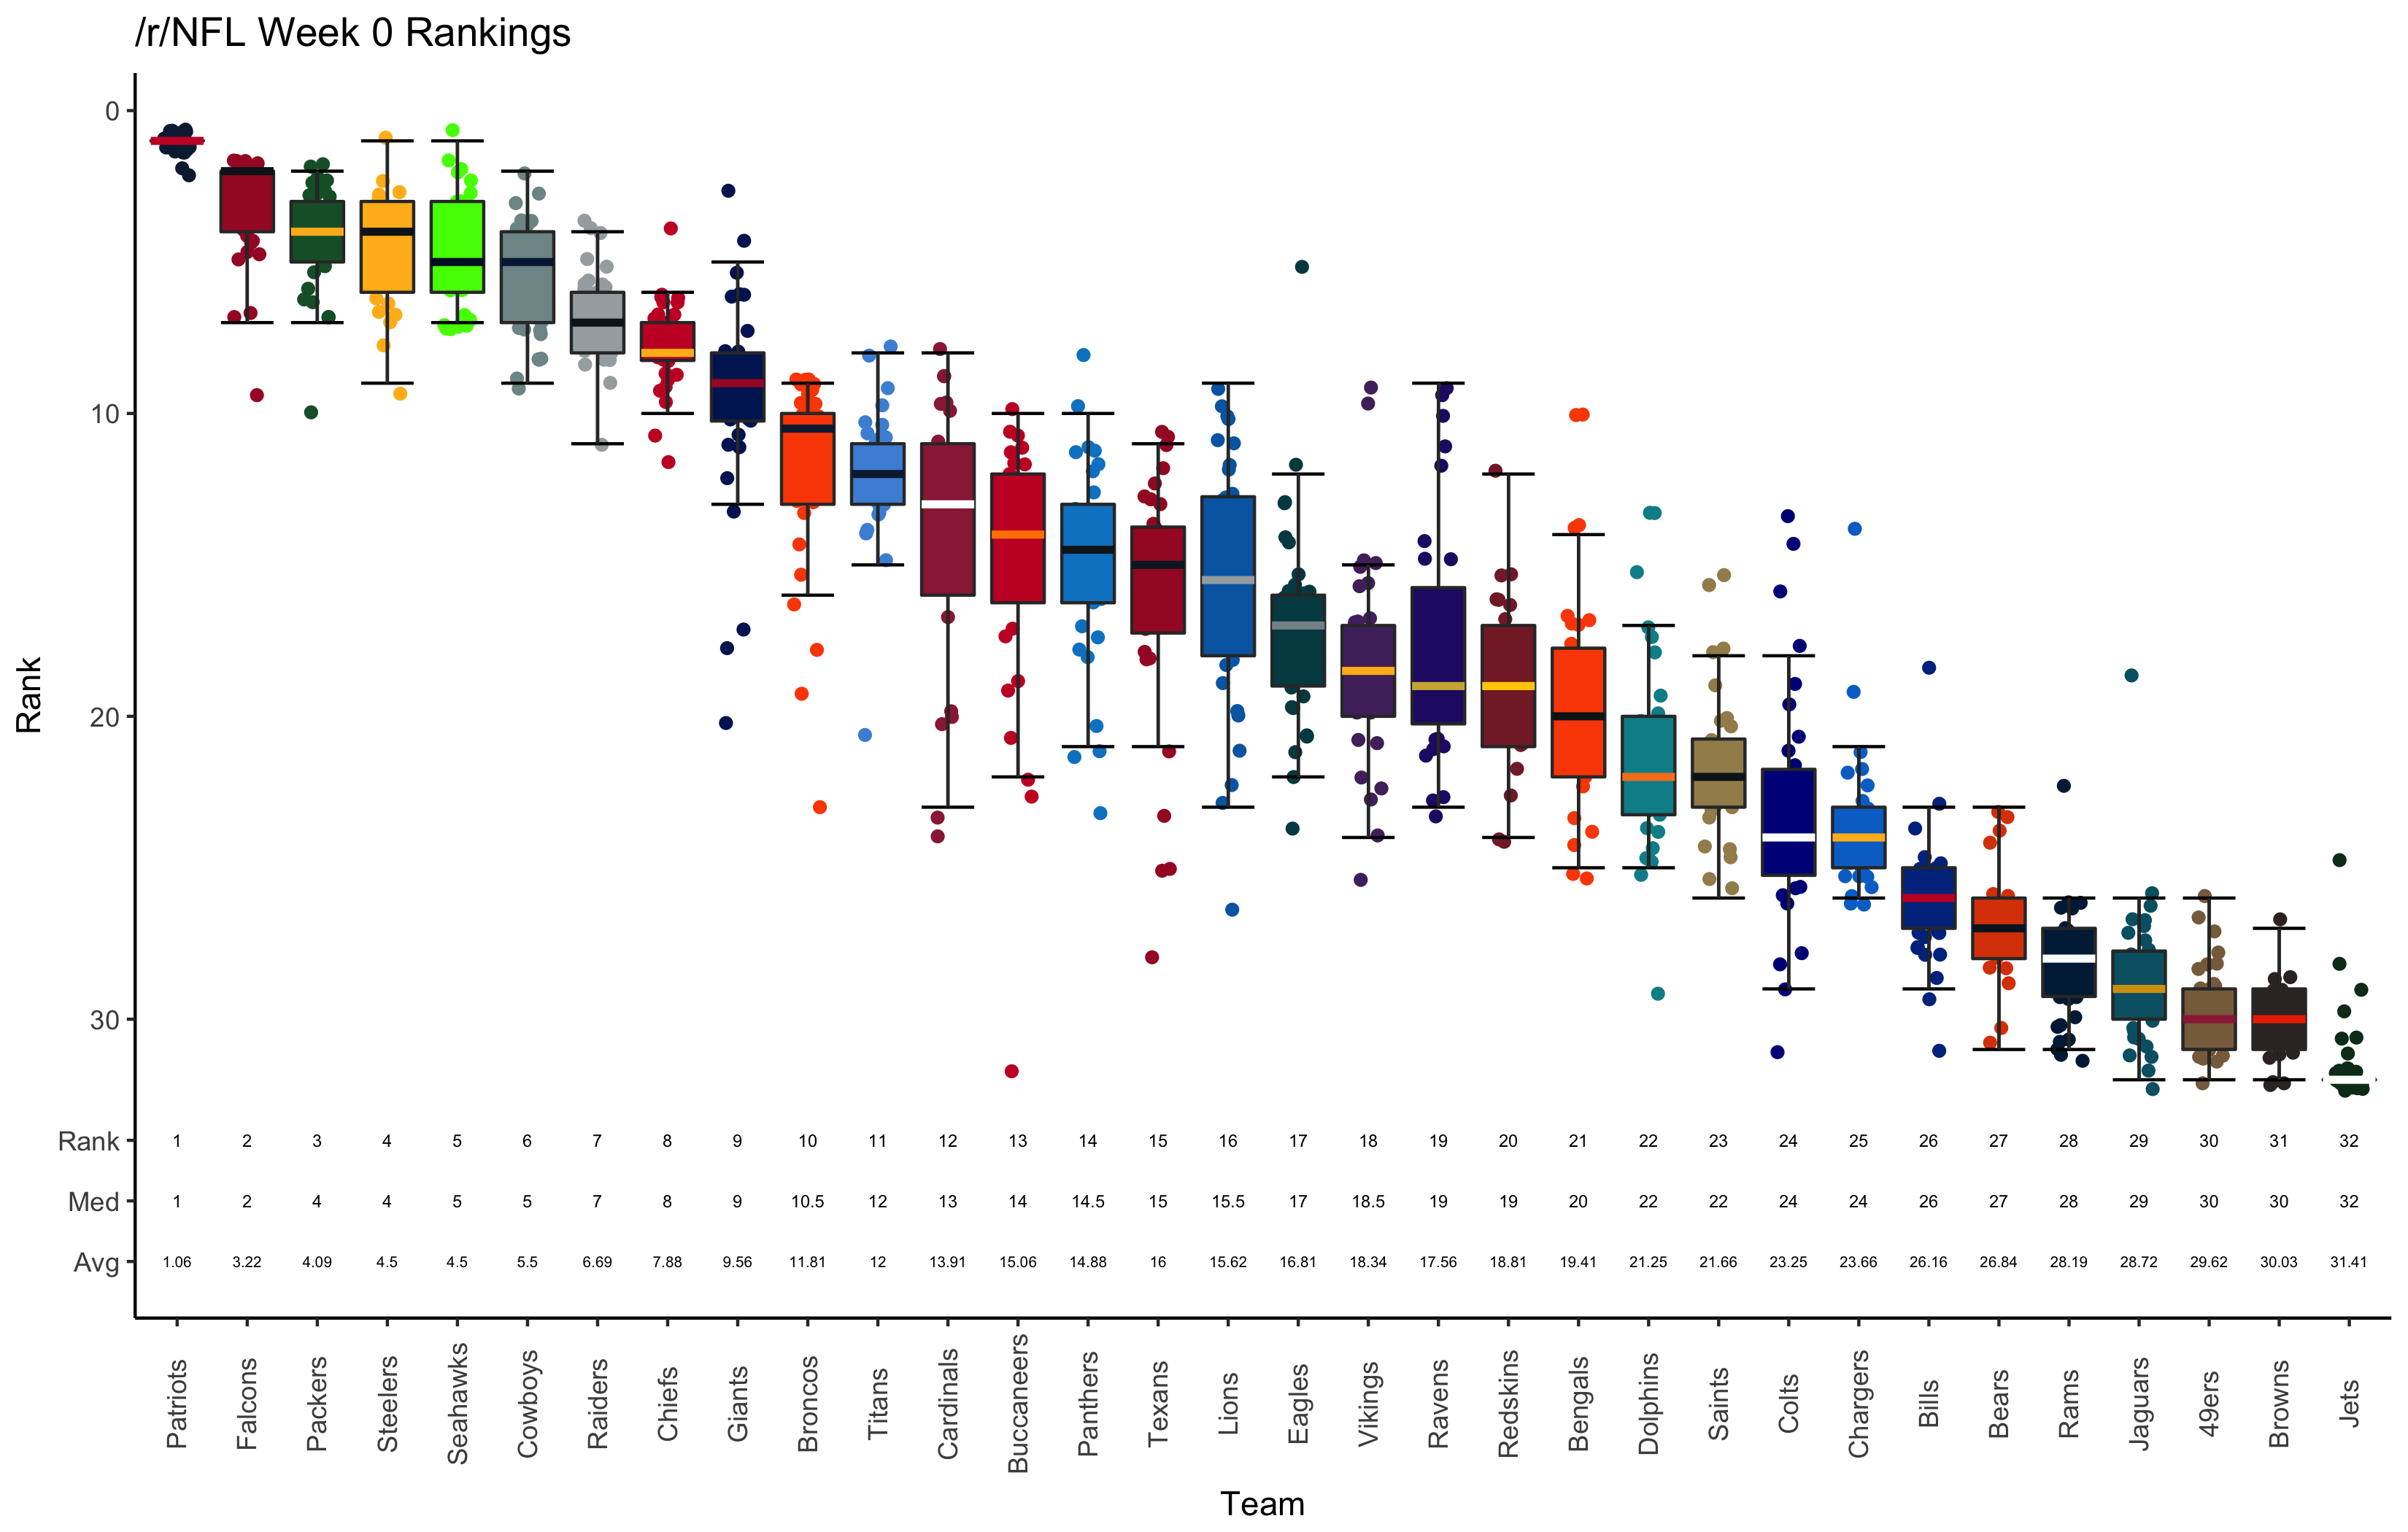 /r/NFL Week 0 Rankings
0
10
20
30
Rank
Rank 1 2 3 4 5 6 7 8 9 10 11 12 13 14 15 16 17 18 19 20 21 22 23 24 25 26 27 28 29 30 31 32
Med 1 2 4 4 5 5 7 8 9 10.5 12 13 14 14.5 15 15.5 17 18.5 19 19 20 22 22 24 24 26 27 28 29 30 30 32
Avg 1.06 3.22 4.09 4.5 4.5 5.5 6.69 7.88 9.56 11.81 12 13.91 15.06 14.88 16 15.62 16.81 18.34 17.56 18.81 19.41 21.25 21.66 23.25 23.66 26.16 26.84 28.19 28.72 29.62 30.03 31.41
Patriots Falcons Packers Steelers Seahawks Cowboys Raiders Chiefs Giants Broncos Titans Cardinals Buccaneers Panthers Texans Lions Eagles Vikings Ravens Redskins Bengals Dolphins Saints Colts Chargers Bills Bears Rams Jaguars 49ers Browns Jets
Team